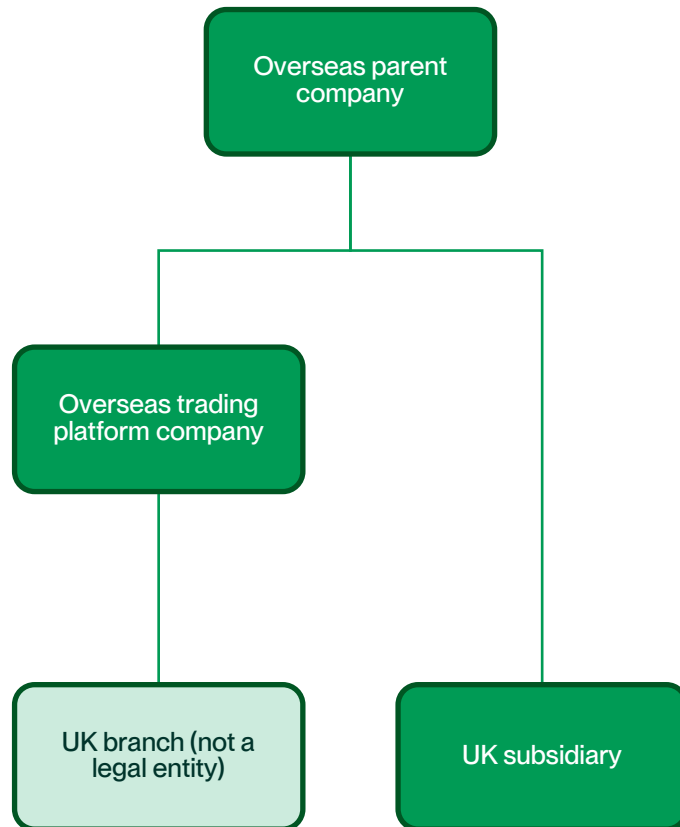 Overseas parent
company
Overseas trading
platform company
UK branch (not a
legal entity)
UK subsidiary